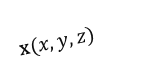 x(x, y, z)